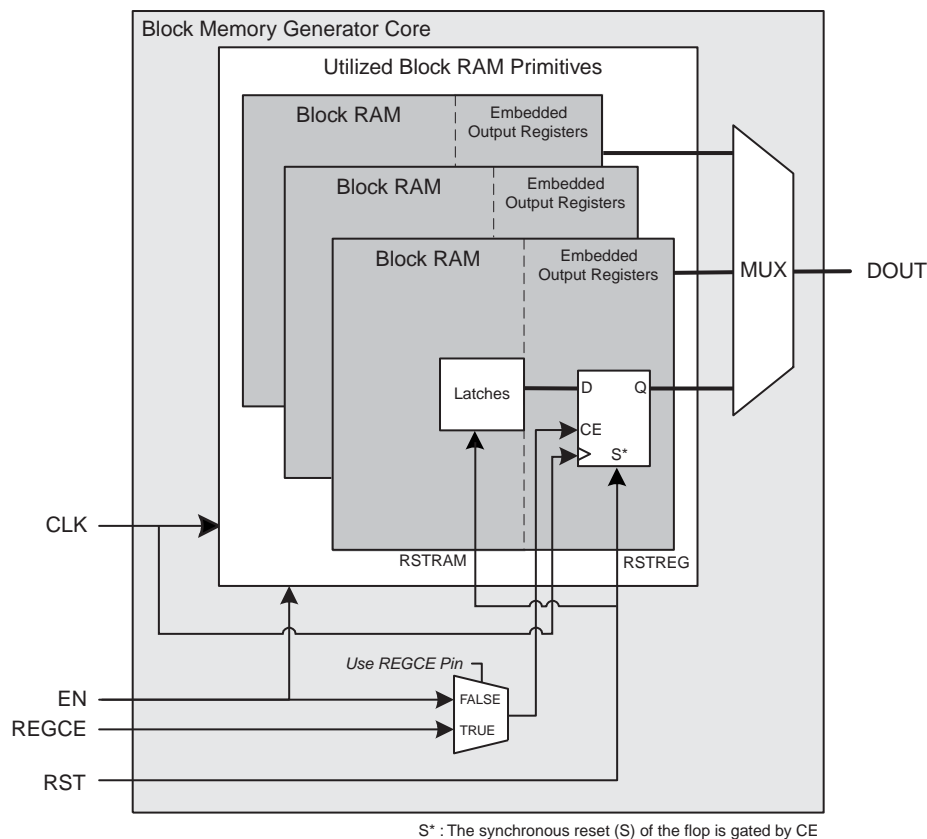 Block Memory Generator Core
Utilized Block RAM Primitives
Block RAM
Embedded
Output Registers
Block RAM
Embedded
Output Registers
Block RAM
Embedded
Output Registers
MUX
DOUT
Latches
D
Q
CE
S*
CLK
RSTRAM
RSTREG
Use REGCE Pin
EN
FALSE
REGCE
TRUE
RST
S* : The synchronous reset (S) of the flop is gated by CE